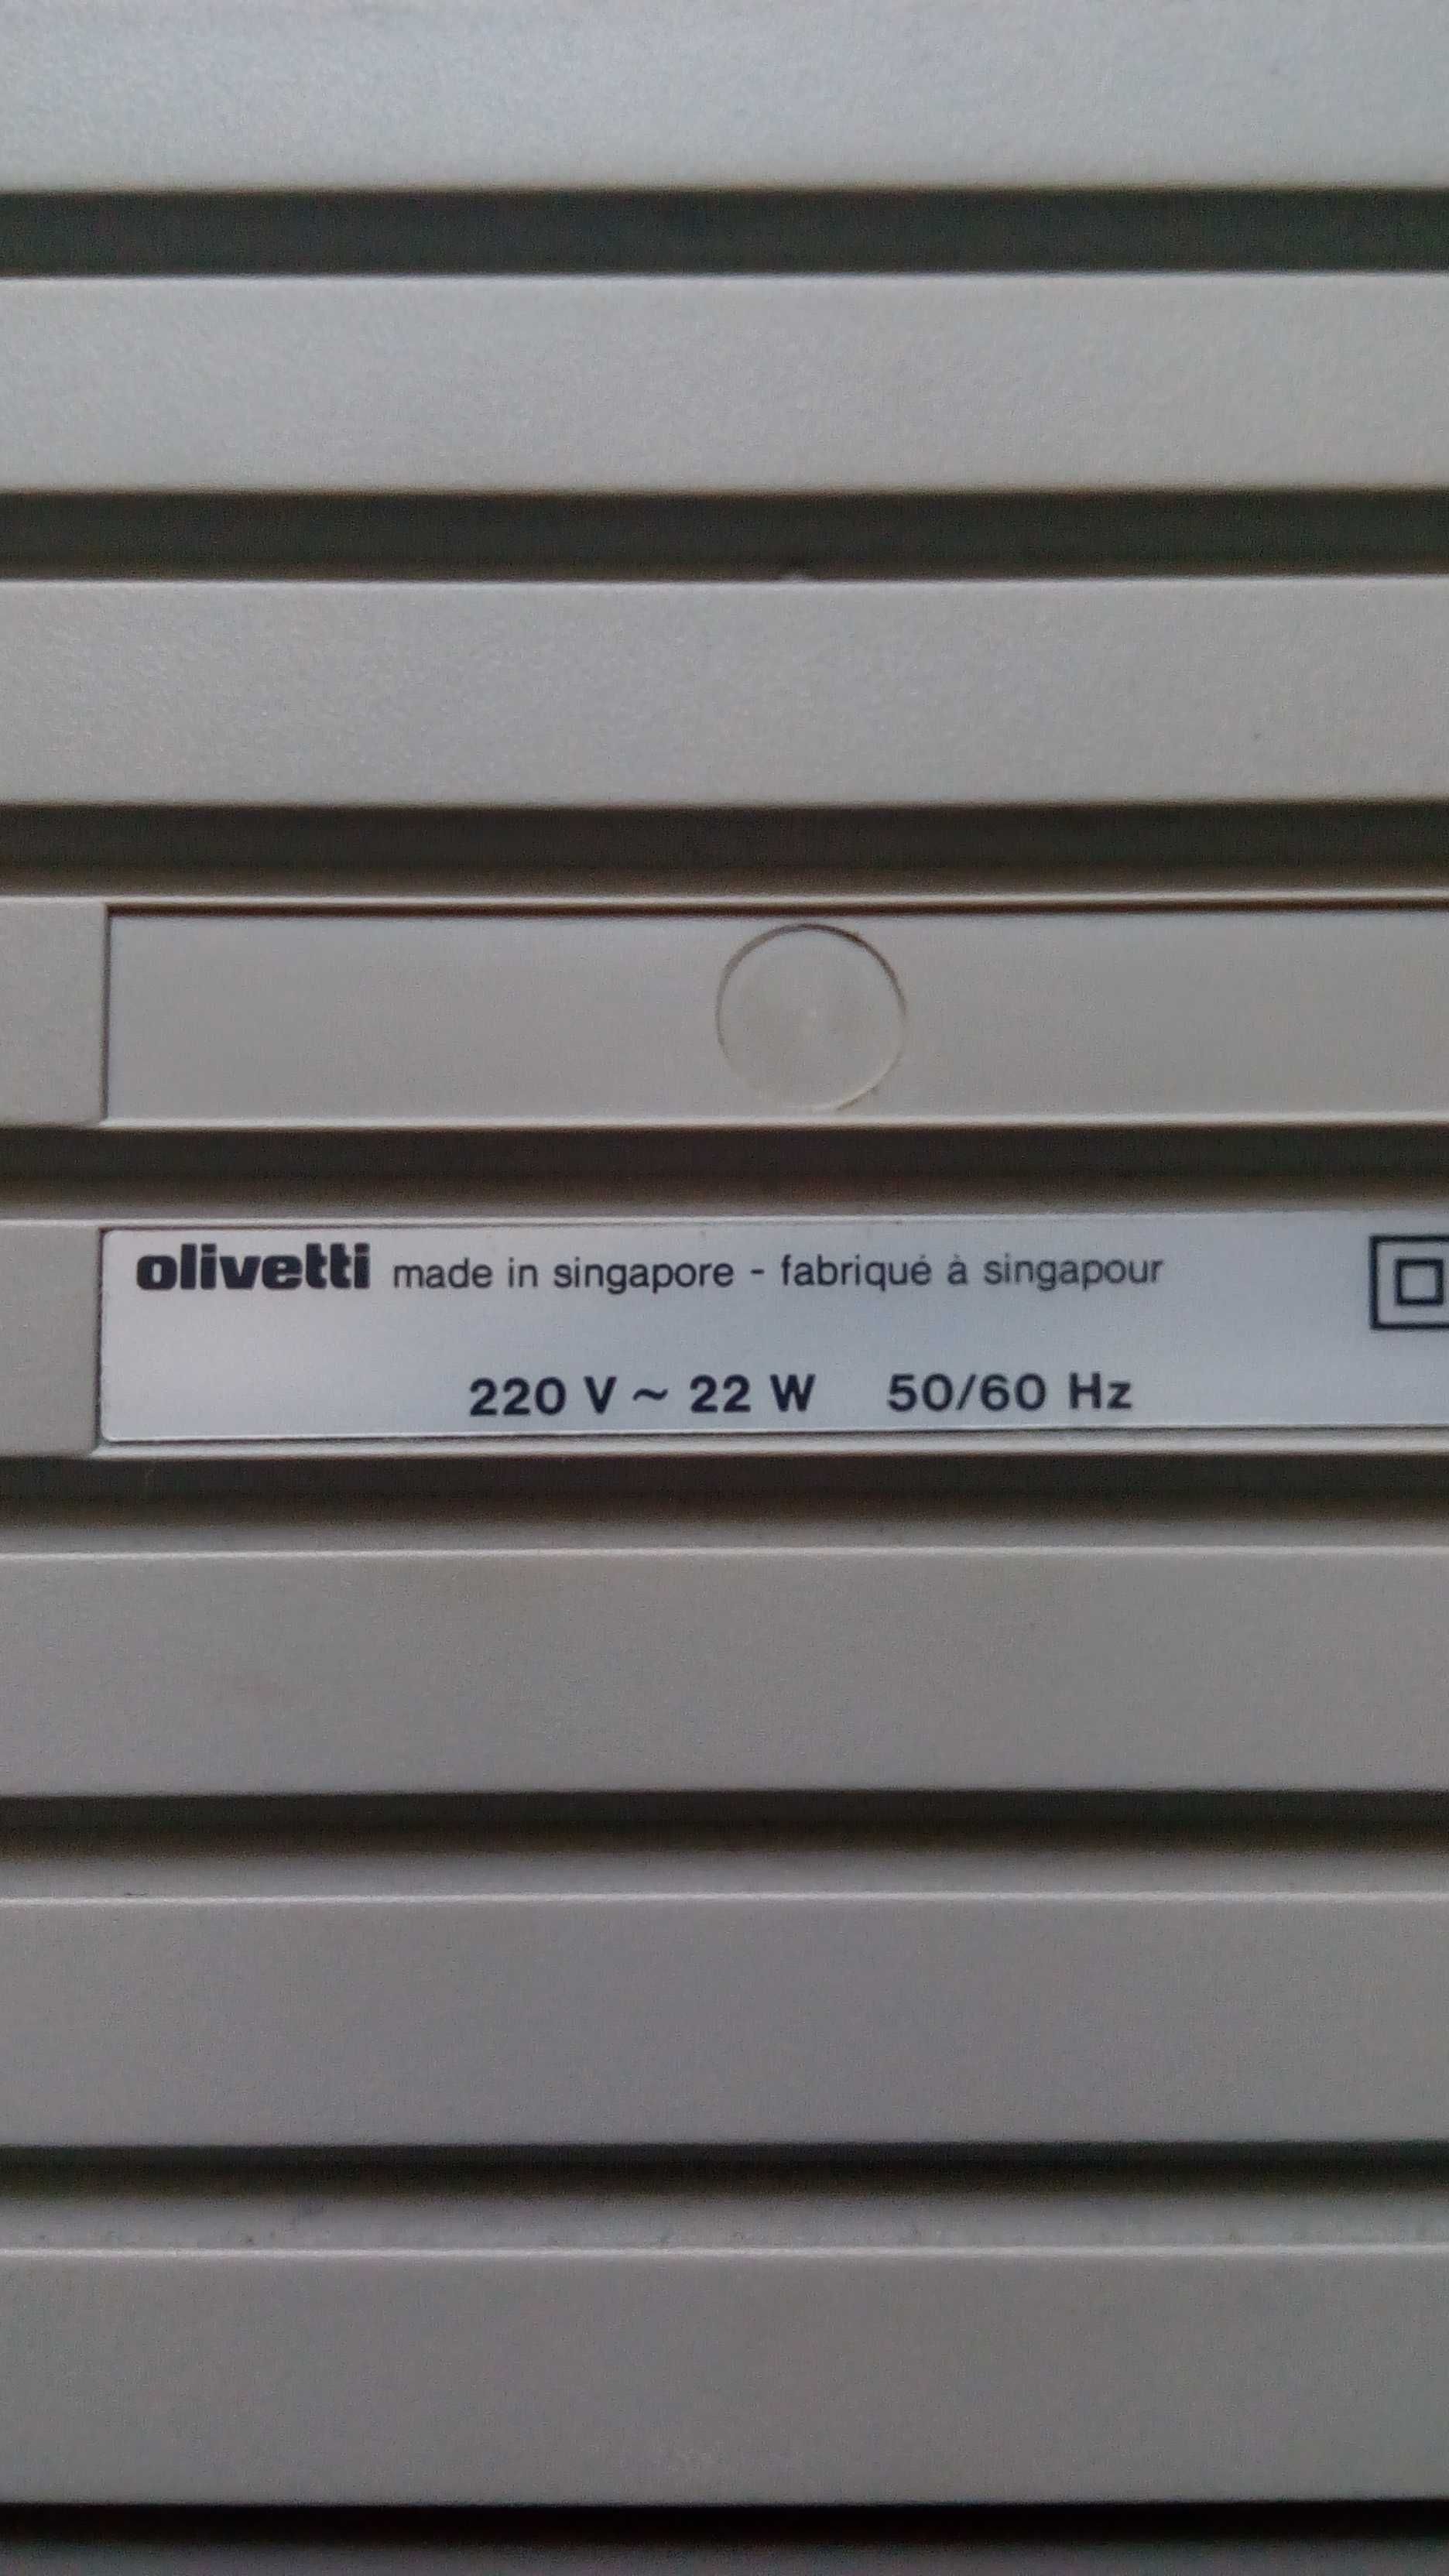 olivetti made in singapore - fabriqué à singapour
220 V ~ 22 W 50/60 Hz